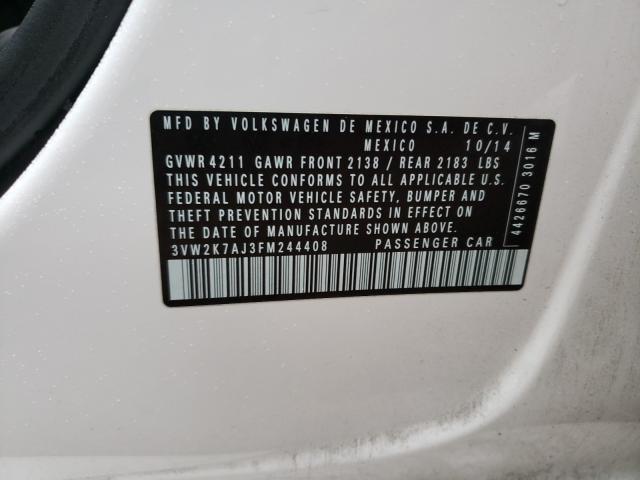 MFD BY VOLKSWAGEN DE MEXICO S.A. DE C.V.
MEXICO 10/14
GVWR 4211 GAWR FRONT 2138 / REAR 2183 LBS
THIS VEHICLE CONFORMS TO ALL APPLICABLE U.S.
FEDERAL MOTOR VEHICLE SAFETY, BUMPER AND
THEFT PREVENTION STANDARDS IN EFFECT ON
THE DATE OF MANUFACTURE SHOWN ABOVE
3VW2K7AJ3FM244408 PASSENGER CAR
4426670 3016 M